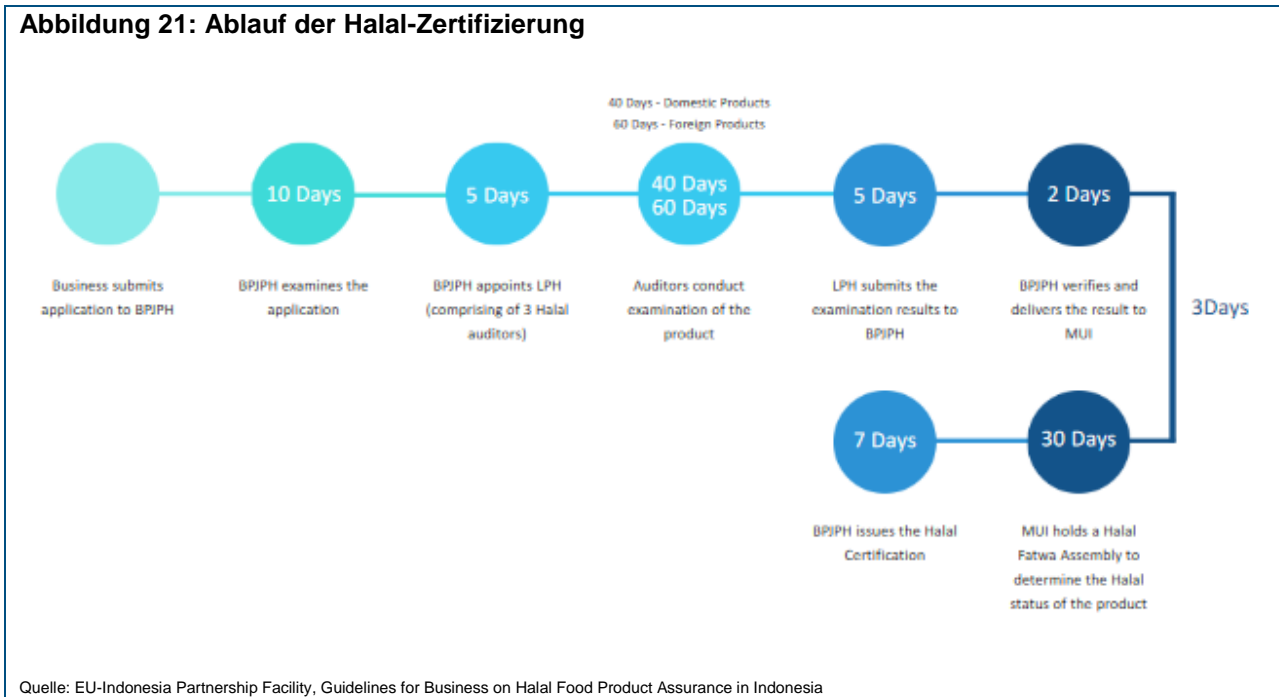 Abbildung 21: Ablauf der Halal-Zertifizierung
40 Days - Domestic Products
60 Days - Foreign Products
10 Days
5 Days
40 Days
60 Days
5 Days
2 Days
Business submits
application to BPJPH
BPJPH examines the
application
BPJPH appoints LPH
(comprising of 3 Halal
auditors)
Auditors conduct
examination of the
product
LPH submits the
examination results to
BPJPH
BPJPH verifies and
delivers the result to
MUI
3Days
7 Days
30 Days
BPJPH issues the Halal
Certification
MUI holds a Halal
Fatwa Assembly to
determine the Halal
status of the product
Quelle: EU-Indonesia Partnership Facility, Guidelines for Business on Halal Food Product Assurance in Indonesia